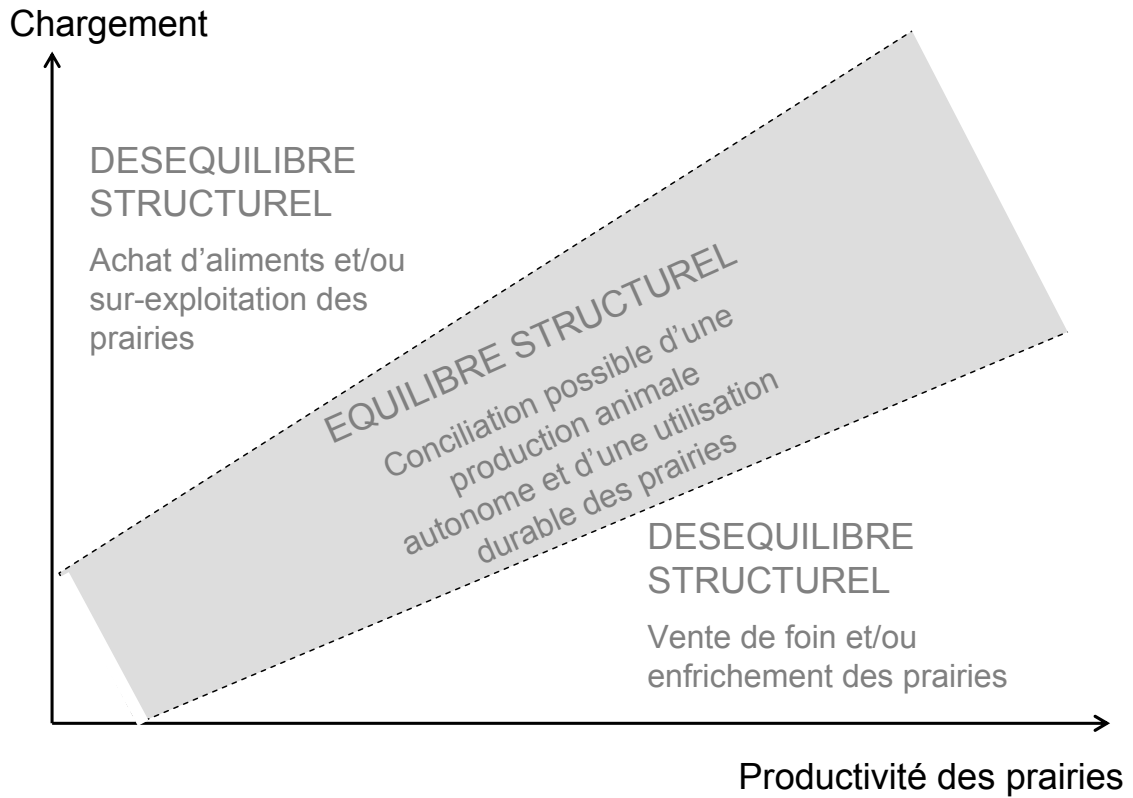 Chargement
DESEQUILIBRE
STRUCTUREL
Achat d’aliments et/ou
sur-exploitation des
prairies
EQUILIBRE STRUCTUREL
Conciliation possible d’une
production animale
autonome et d’une utilisation
durable des prairies
DESEQUILIBRE
STRUCTUREL
Vente de foin et/ou
enfrichement des prairies
Productivité des prairies